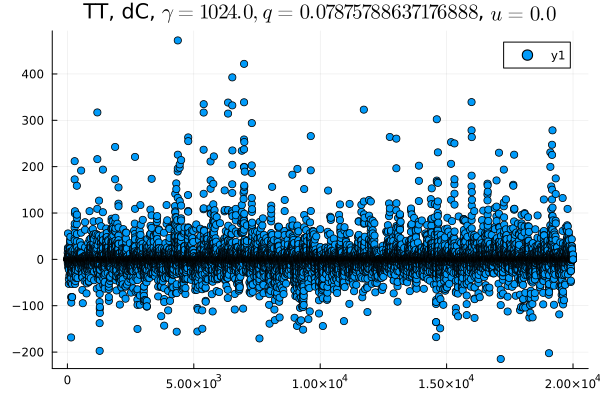 TT, dC, γ = 1024.0, q = 0.07875788637176888, u = 0.0
y1
400
300
200
100
0
−100
−200
0 5.00×10³ 1.00×10⁴ 1.50×10⁴ 2.00×10⁴